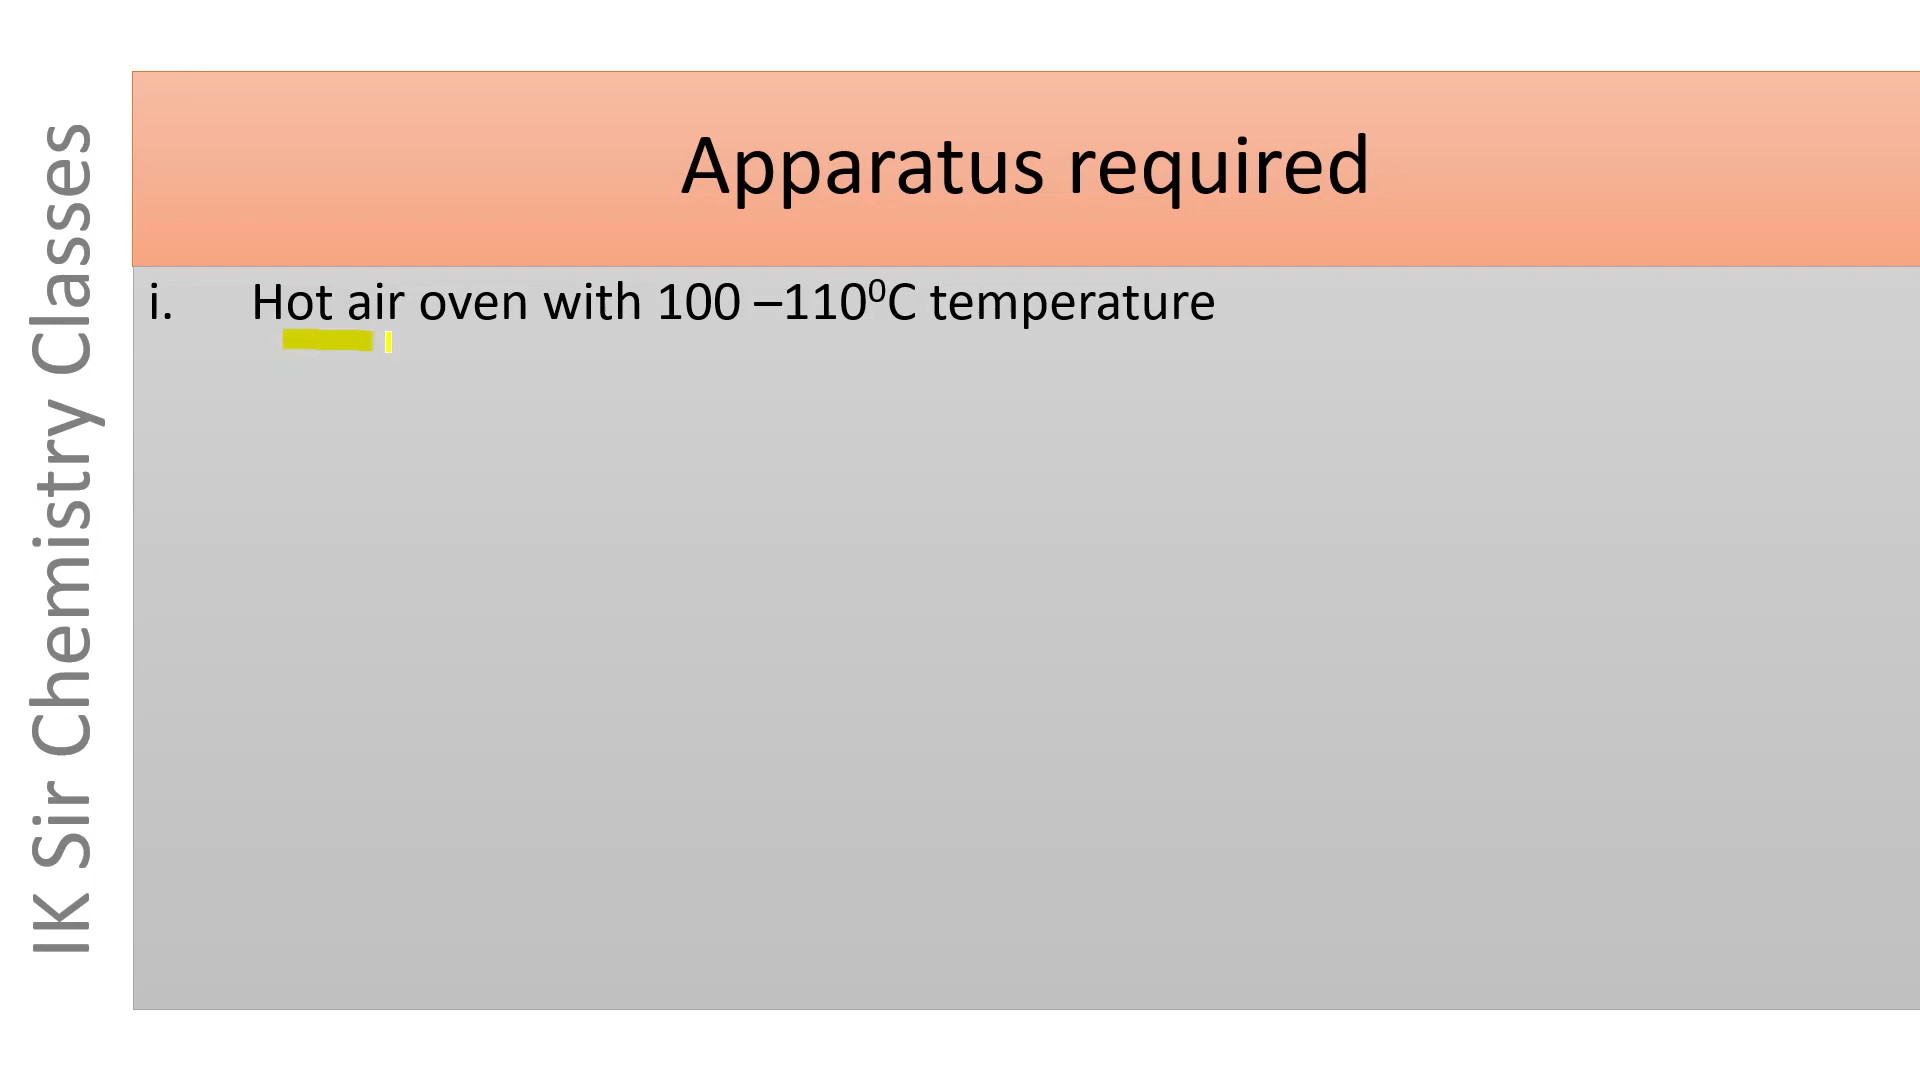 IK Sir Chemistry Classes
Apparatus required
i. Hot air oven with 100 –110⁰C temperature